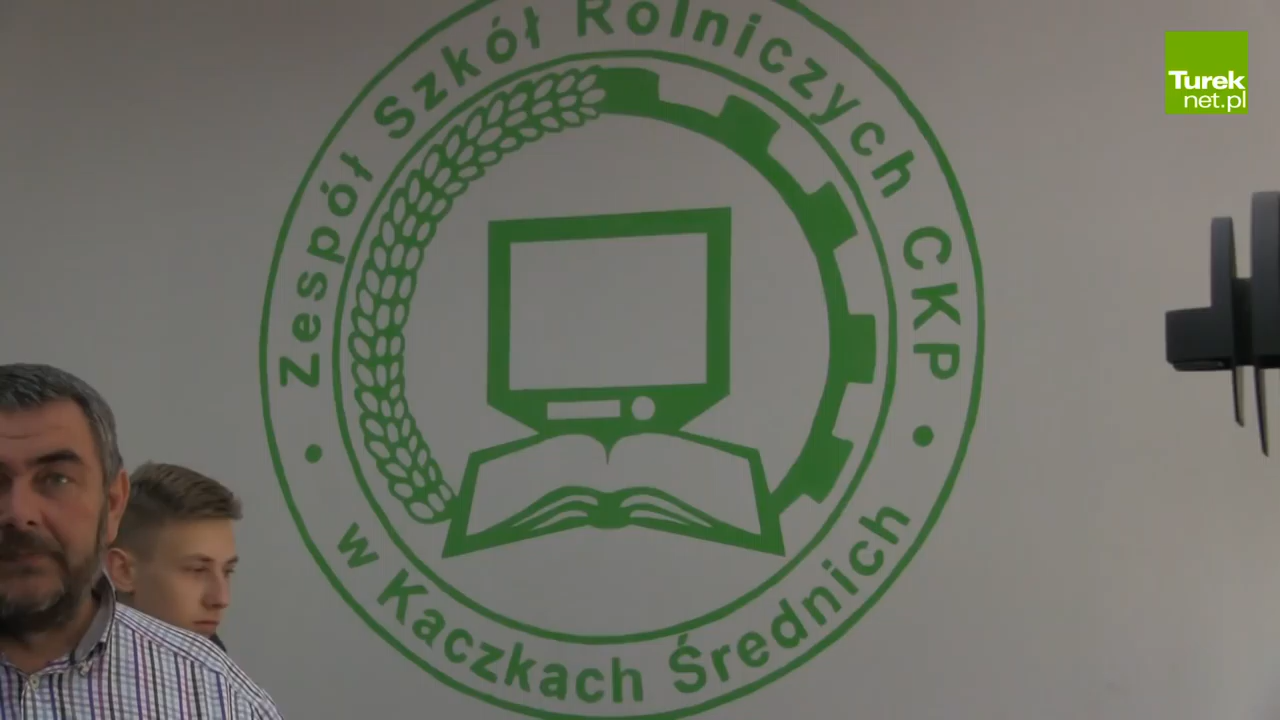 Zespół Szkół Rolniczych CKP
w Kaczkach Średnich
Turek
net.pl